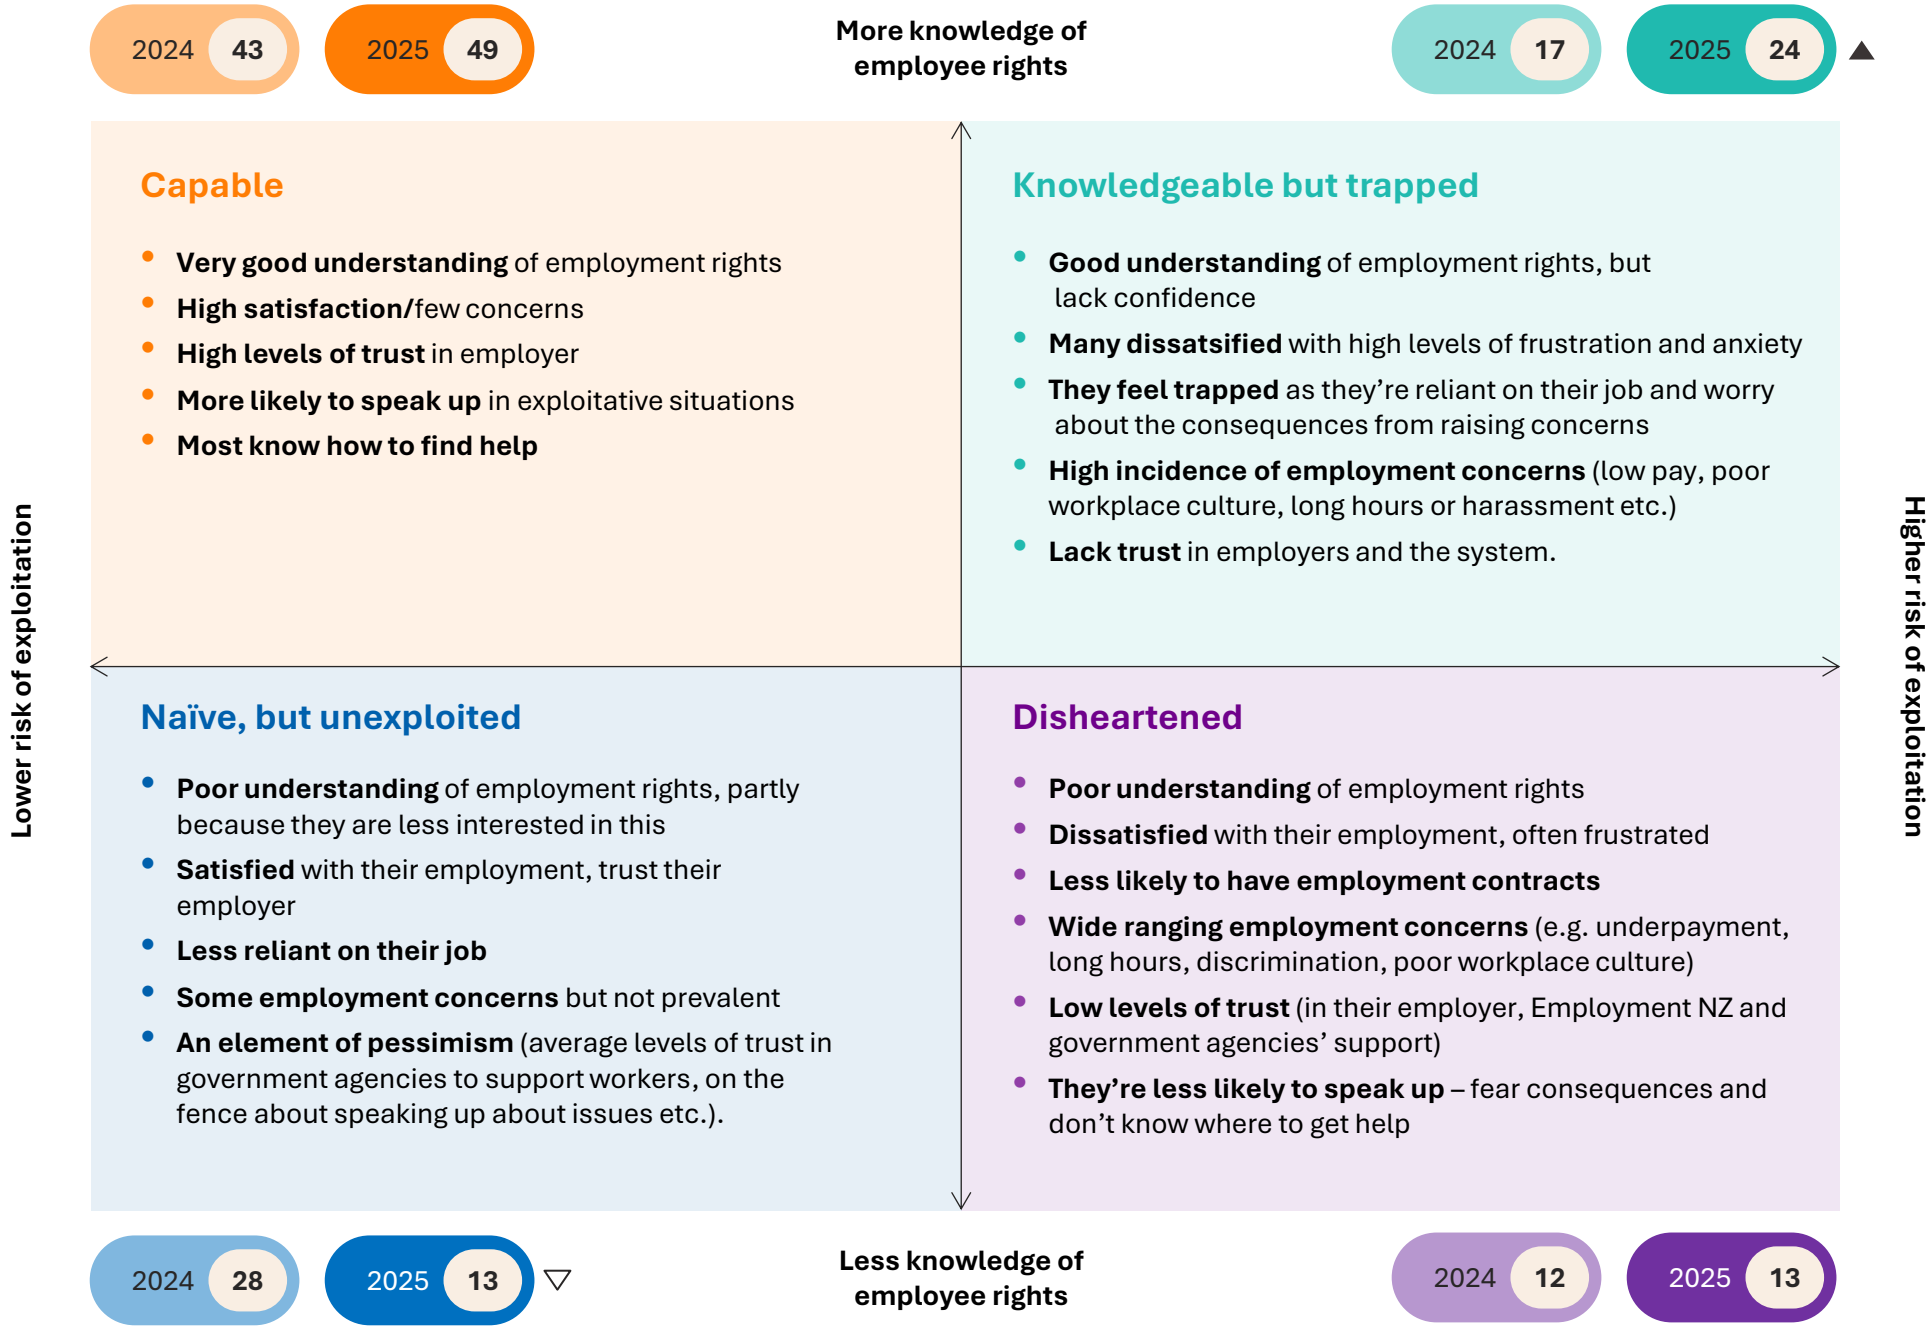 2024 43
2025 49
More knowledge of
employee rights
2024 17
2025 24
Capable
Very good understanding of employment rights
High satisfaction/few concerns
High levels of trust in employer
More likely to speak up in exploitative situations
Most know how to find help
Knowledgeable but trapped
Good understanding of employment rights, but
lack confidence
Many dissatsified with high levels of frustration and anxiety
They feel trapped as they’re reliant on their job and worry
about the consequences from raising concerns
High incidence of employment concerns (low pay, poor
workplace culture, long hours or harassment etc.)
Lack trust in employers and the system.
Lower risk of exploitation
Higher risk of exploitation
Naïve, but unexploited
Poor understanding of employment rights, partly
because they are less interested in this
Satisfied with their employment, trust their
employer
Less reliant on their job
Some employment concerns but not prevalent
An element of pessimism (average levels of trust in
government agencies to support workers, on the
fence about speaking up about issues etc.).
Disheartened
Poor understanding of employment rights
Dissatisfied with their employment, often frustrated
Less likely to have employment contracts
Wide ranging employment concerns (e.g. underpayment,
long hours, discrimination, poor workplace culture)
Low levels of trust (in their employer, Employment NZ and
government agencies’ support)
They’re less likely to speak up – fear consequences and
don’t know where to get help
2024 28
2025 13
Less knowledge of
employee rights
2024 12
2025 13